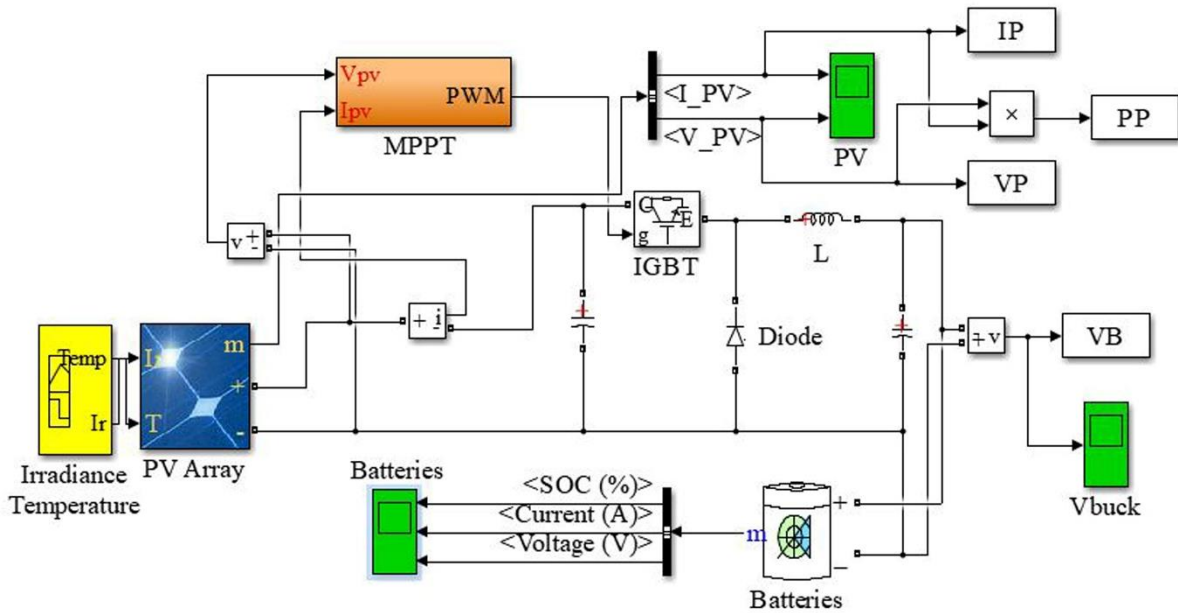 IP
<I_PV>
<V_PV>
PV
×
PP
VP
Vpv
Ipv
PWM
MPPT
C
E
g
IGBT
L
v
+
-
+
i
-
Diode
+
-
v
VB
Vbuck
Temp
Ir
Irradiance
Temperature
Ir
T
m
+
-
PV Array
Batteries
<SOC (%)>
<Current (A)>
<Voltage (V)>
m
+
−
Batteries